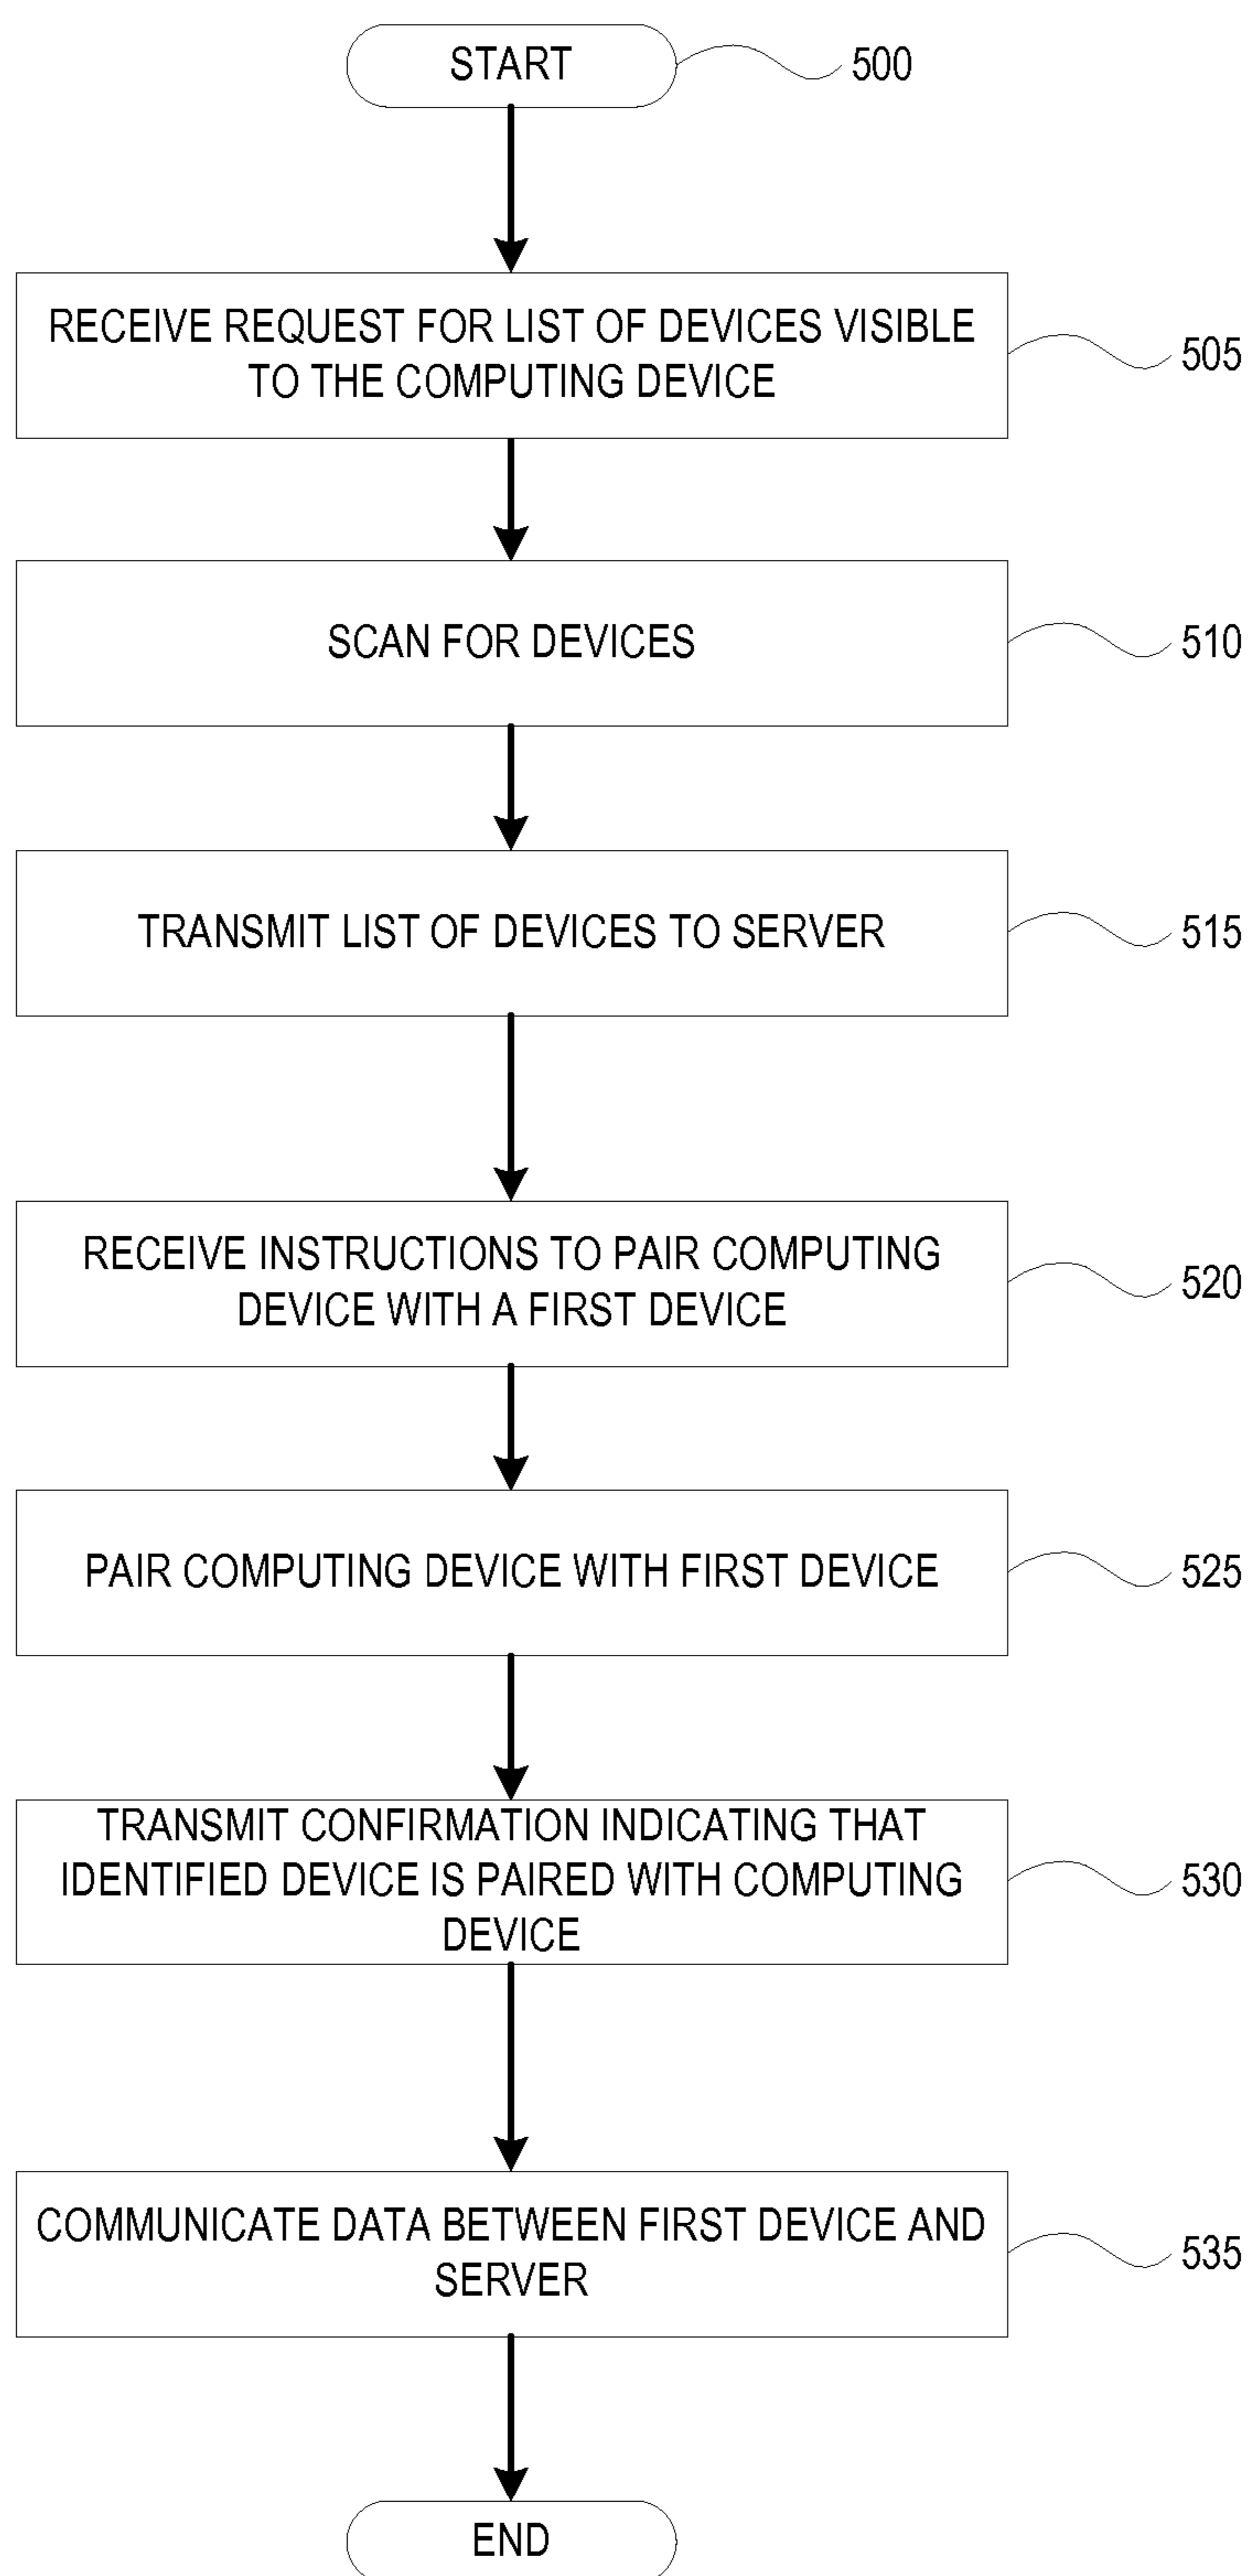 START
500
RECEIVE REQUEST FOR LIST OF DEVICES VISIBLE
TO THE COMPUTING DEVICE
505
SCAN FOR DEVICES
510
TRANSMIT LIST OF DEVICES TO SERVER
515
RECEIVE INSTRUCTIONS TO PAIR COMPUTING
DEVICE WITH A FIRST DEVICE
520
PAIR COMPUTING DEVICE WITH FIRST DEVICE
525
TRANSMIT CONFIRMATION INDICATING THAT
IDENTIFIED DEVICE IS PAIRED WITH COMPUTING
DEVICE
530
COMMUNICATE DATA BETWEEN FIRST DEVICE AND
SERVER
535
END